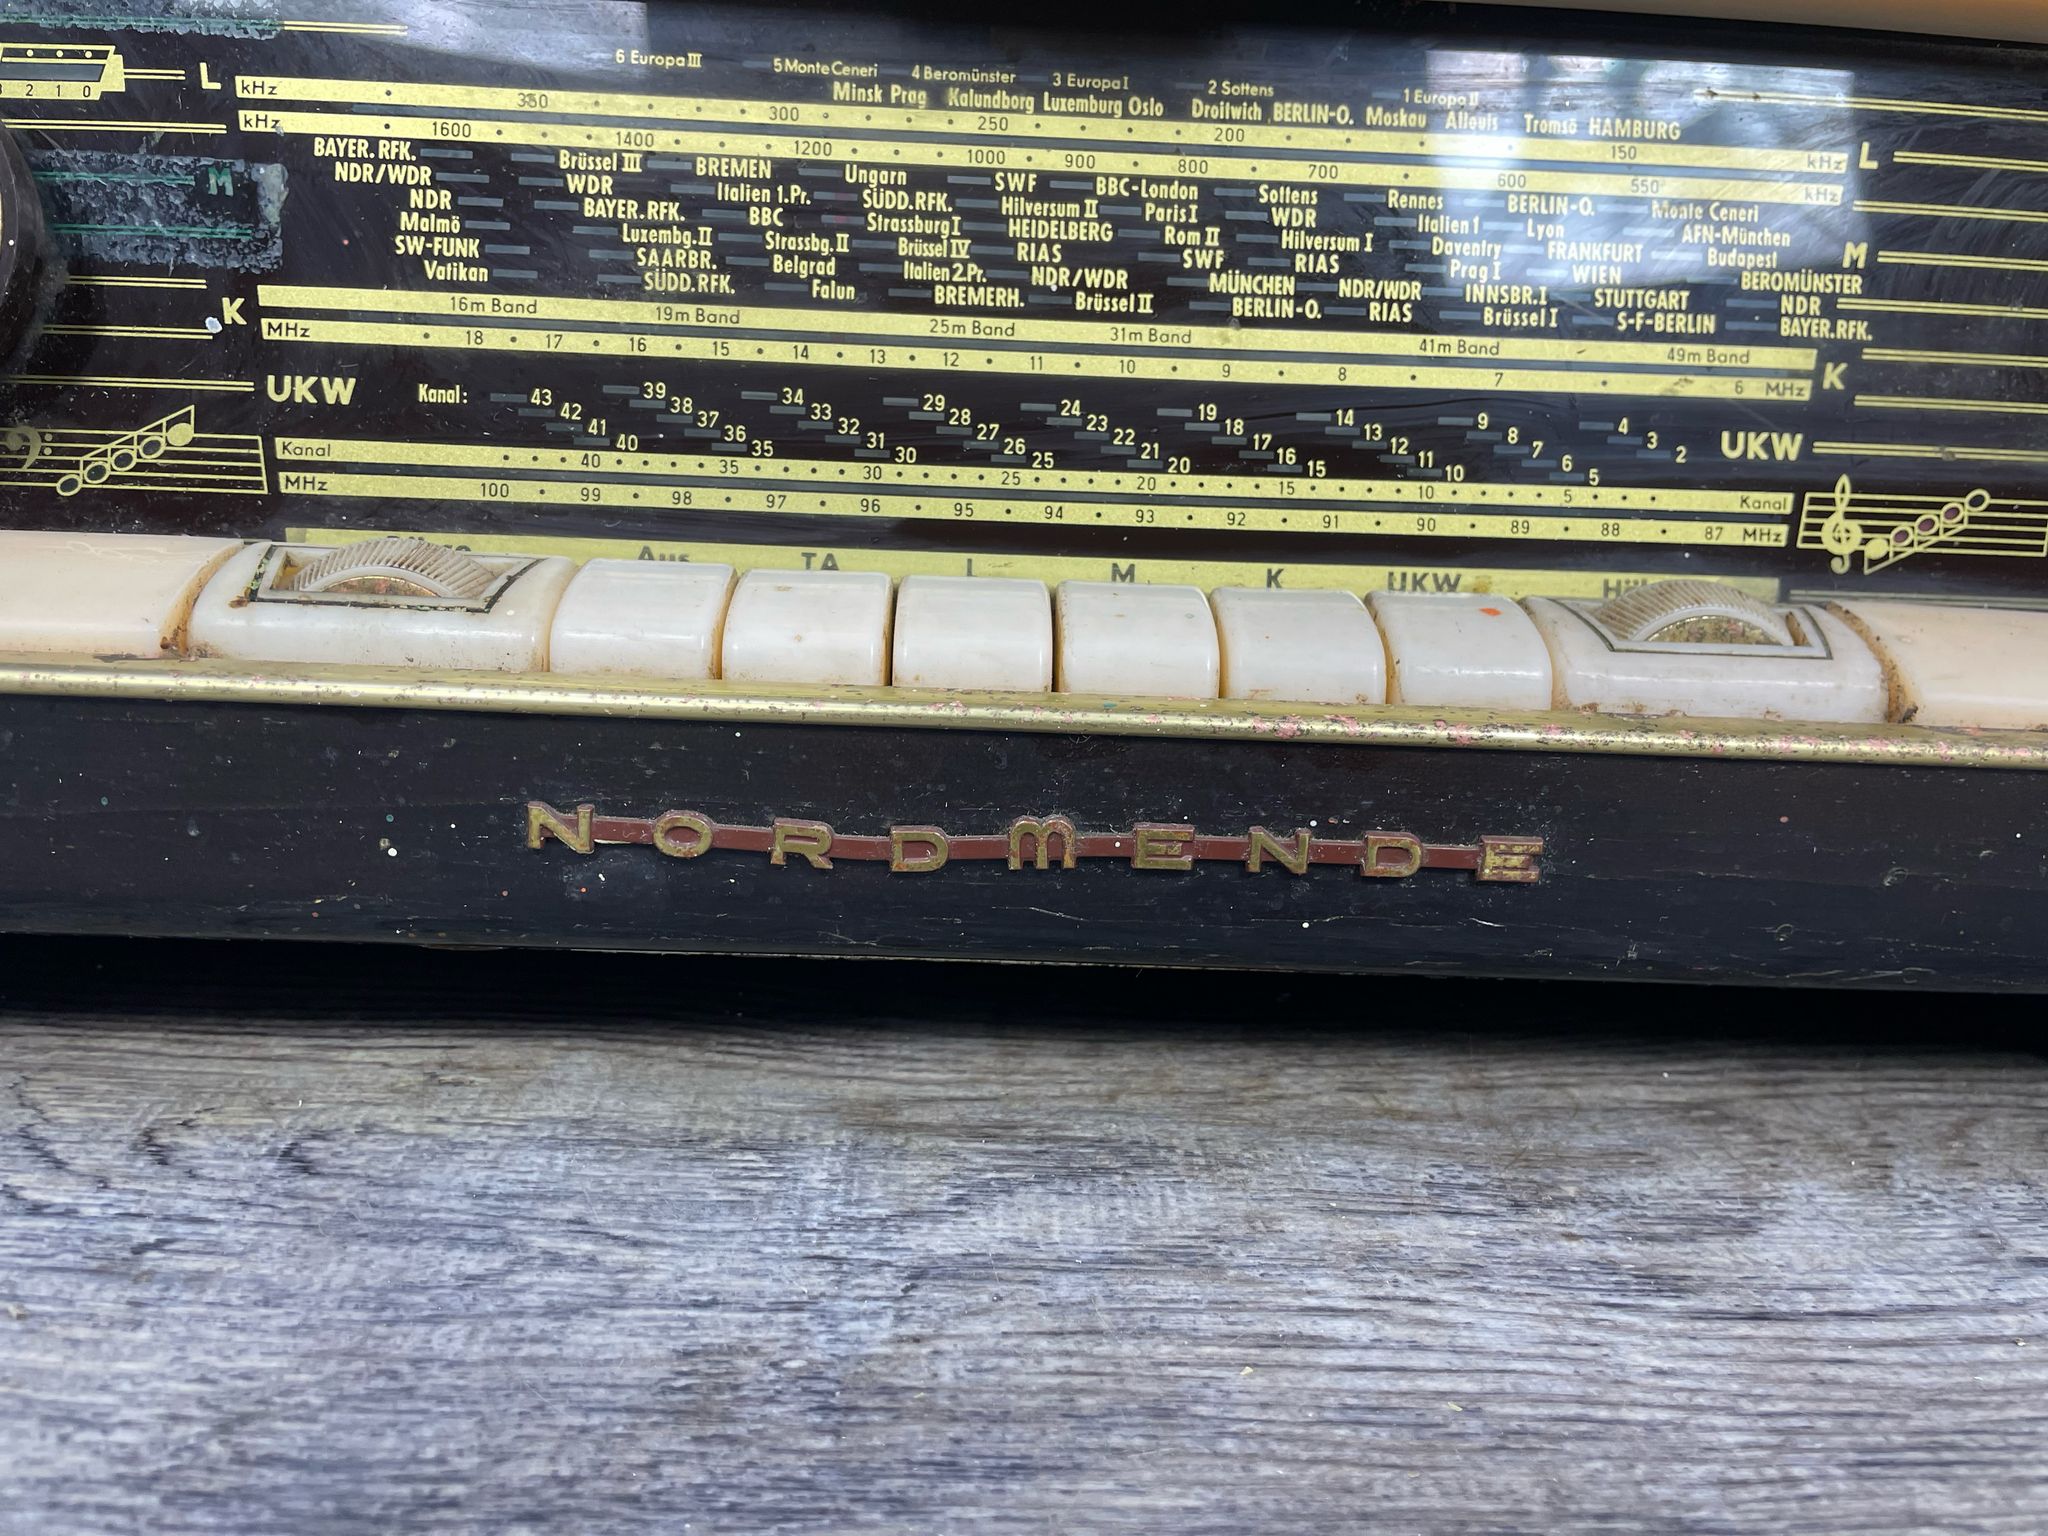 6 Europa III 5 Monte Ceneri 4 Beromünster 3 Europa I 2 Sottens 1 Europa II
Minsk Prag Kalundborg Luxemburg Oslo Droitwich BERLIN-O. Moskau Allouis Tromsö HAMBURG
3 2 1 0
L kHz 350 300 250 200 150 kHz L
kHz 1600 1400 1200 1000 900 800 700 600 550 kHz
BAYER. RFK. Brüssel III BREMEN Ungarn SWF BBC-London Sottens Rennes BERLIN-O. Monte Ceneri
NDR/WDR WDR Italien 1.Pr. SÜDD.RFK. Hilversum II Paris I WDR Italien 1 Lyon AFN-München
M NDR BAYER.RFK. BBC Strassburg I HEIDELBERG Rom II Hilversum I Daventry FRANKFURT Budapest M
Malmö Luxembg. II Strassbg. II Brüssel IV RIAS SWF RIAS Prag I WIEN BEROMÜNSTER
SW-FUNK SAARBR. Belgrad Italien 2.Pr. NDR/WDR MÜNCHEN NDR/WDR INNSBR. I STUTTGART NDR
Vatikan SÜDD.RFK. Falun BREMERH. Brüssel II BERLIN-O. RIAS Brüssel I S-F-BERLIN BAYER.RFK.
K 16m Band 19m Band 25m Band 31m Band 41m Band 49m Band K
MHz 18 17 16 15 14 13 12 11 10 9 8 7 6 MHz
UKW Kanal: 43 39 34 29 24 19 14 9 4 UKW
42 38 33 28 23 18 13 8 3
41 37 32 27 22 17 12 7 2
40 36 31 26 21 16 11 6
35 30 25 20 15 10 5
Kanal 40 35 30 25 20 15 10 5 Kanal
MHz 100 99 98 97 96 95 94 93 92 91 90 89 88 87 MHz
Aus TA L M K UKW
NORDMENDE